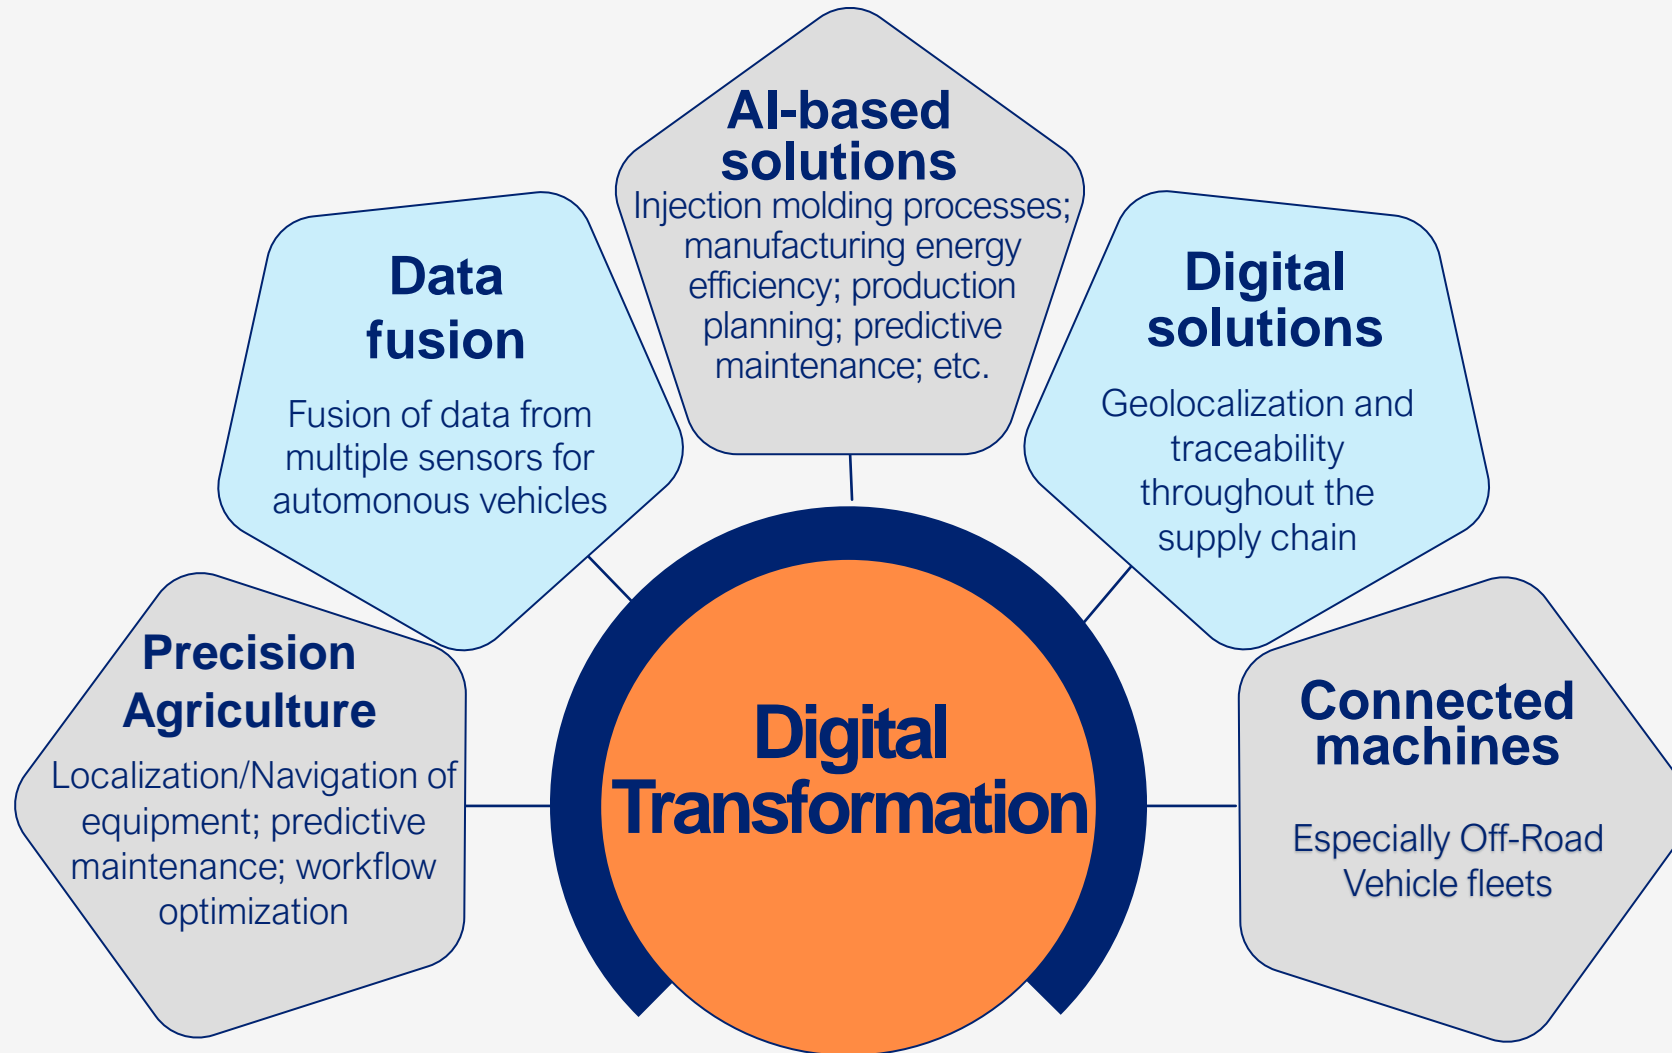 AI-based
solutions
Injection molding processes;
manufacturing energy
efficiency; production
planning; predictive
maintenance; etc.
Data
fusion
Fusion of data from
multiple sensors for
automonous vehicles
Digital
solutions
Geolocalization and
traceability
throughout the
supply chain
Precision
Agriculture
Localization/Navigation of
equipment; predictive
maintenance; workflow
optimization
Digital
Transformation
Connected
machines
Especially Off-Road
Vehicle fleets